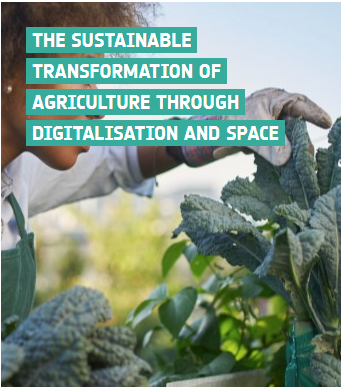 THE SUSTAINABLE
TRANSFORMATION OF
AGRICULTURE THROUGH
DIGITALISATION AND SPACE